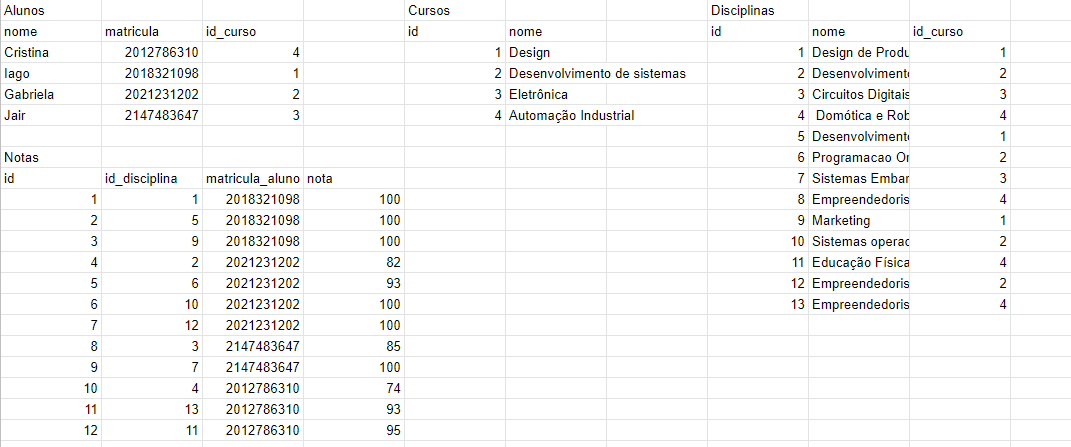 Alunos Cursos Disciplinas
nome matricula id_curso id nome id nome id_curso
Cristina 2012786310 4 1 Design 1 Design de Produ 1
Iago 2018321098 1 2 Desenvolvimento de sistemas 2 Desenvolvimento 2
Gabriela 2021231202 2 3 Eletrônica 3 Circuitos Digitais 3
Jair 2147483647 3 4 Automação Industrial 4 Domótica e Rob 4
5 Desenvolvimento 1
Notas 6 Programacao Or 2
id id_disciplina matricula_aluno nota 7 Sistemas Embar 3
1 1 2018321098 100 8 Empreendedoris 4
2 5 2018321098 100 9 Marketing 1
3 9 2018321098 100 10 Sistemas operac 2
4 2 2021231202 82 11 Educação Física 4
5 6 2021231202 93 12 Empreendedoris 2
6 10 2021231202 100 13 Empreendedoris 4
7 12 2021231202 100
8 3 2147483647 85
9 7 2147483647 100
10 4 2012786310 74
11 13 2012786310 93
12 11 2012786310 95